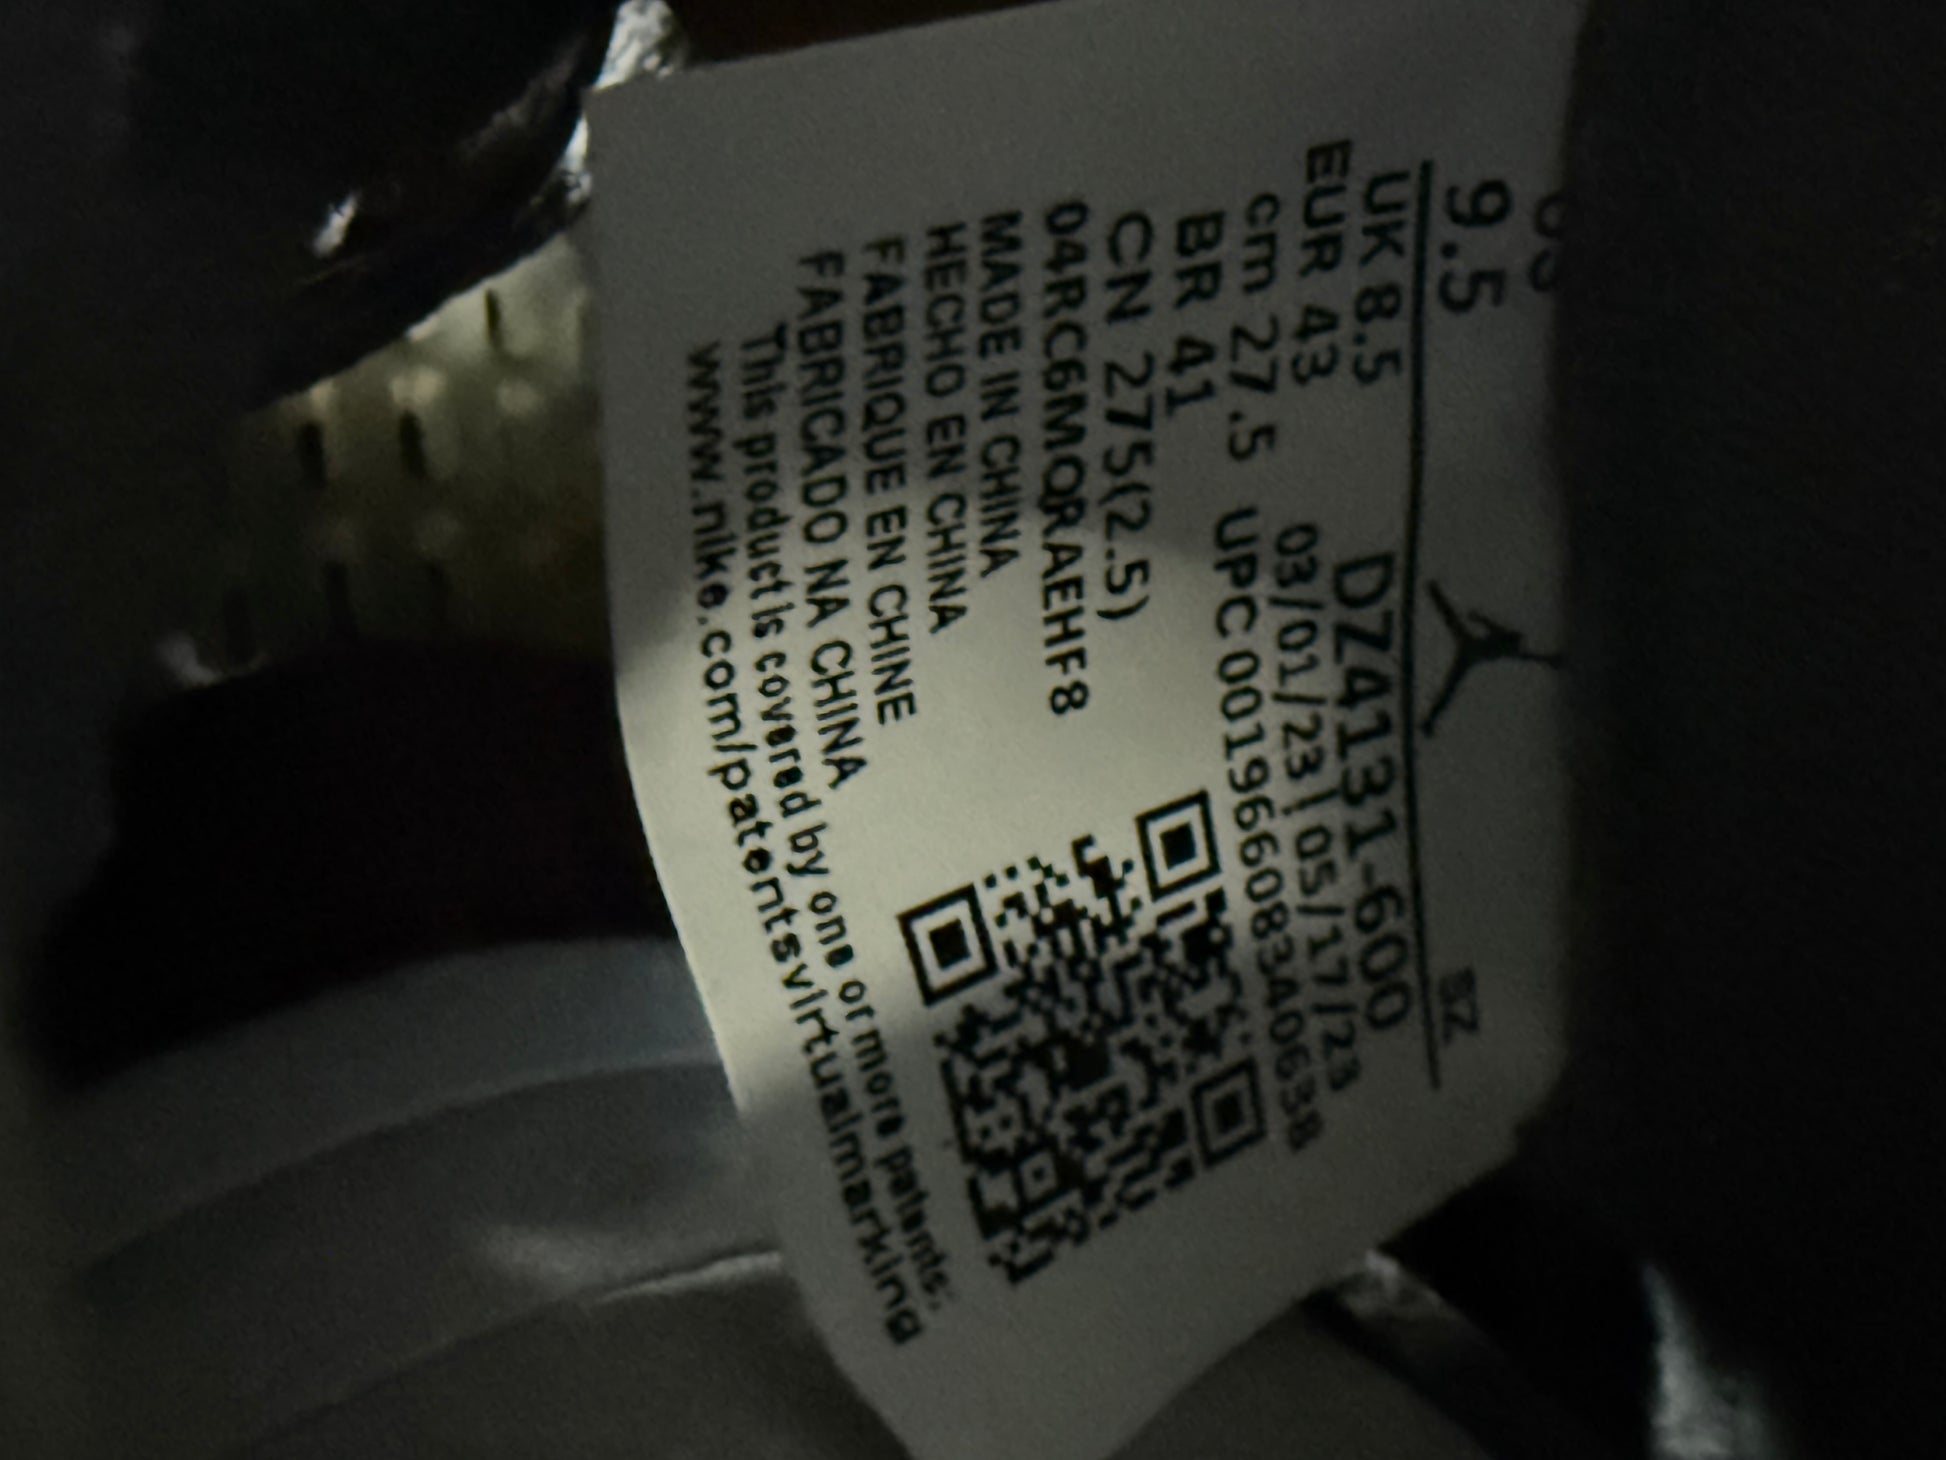 US
9.5
BZ
UK 8.5
DZ4131-600
EUR 43
03/01/23 | 05/17/23
cm 27.5
UPC 00196608340638
BR 41
CN 275(2.5)
04RC6MQRAEHF8
MADE IN CHINA
HECHO EN CHINA
FABRIQUE EN CHINE
FABRICADO NA CHINA
This product is covered by one or more patents:
www.nike.com/patentsvirtualmarking